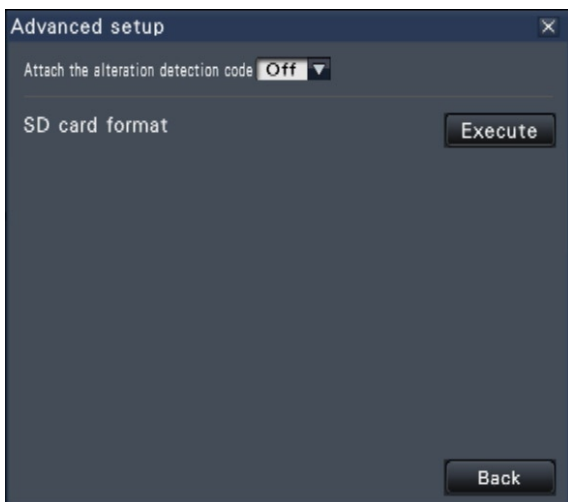 Advanced setup
Attach the alteration detection code Off
SD card format Execute
Back